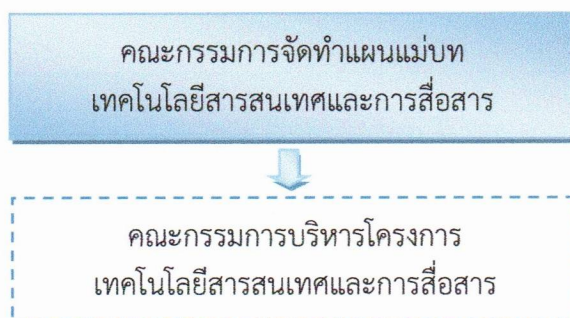 คณะกรรมการจัดทำแผนแม่บท
เทคโนโลยีสารสนเทศและการสื่อสาร
คณะกรรมการบริหารโครงการ
เทคโนโลยีสารสนเทศและการสื่อสาร